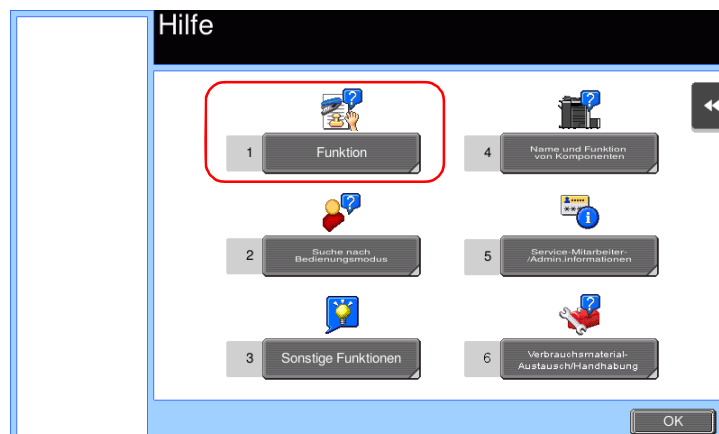 Hilfe
1
Funktion
4
Name und Funktion
von Komponenten
2
Suche nach
Bedienungsmodus
5
Service-Mitarbeiter-
/Admin.informationen
3
Sonstige Funktionen
6
Verbrauchsmaterial-
Austausch/Handhabung
OK